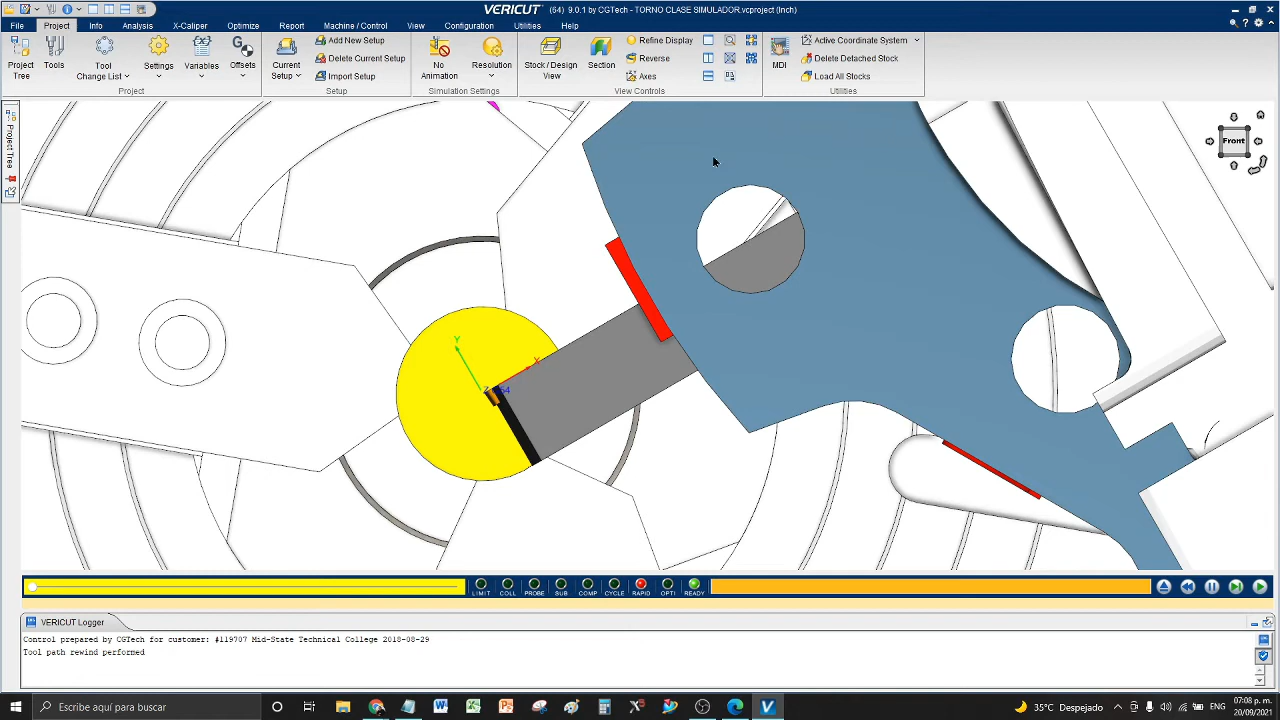 VERICUT (64) 9.0.1 by CGTech - TORNO CLASE SIMULADOR.vcproject (Inch)
File Project Info Analysis X-Caliper Optimize Report Machine / Control View Configuration Utilities Help
Project Tree
Tools
Tool Change List
Settings
Variables
Offsets
Project
Current Setup
Add New Setup
Delete Current Setup
Import Setup
Setup
No Animation
Resolution
Simulation Settings
Stock / Design View
Section
Refine Display
Reverse
Axes
View Controls
MDI
Active Coordinate System
Delete Detached Stock
Load All Stocks
Utilities
Project Tree
Front
Y
X
Z
LIMIT COLL PROBE SUB COMP CYCLE RAPID OPTI READY
VERICUT Logger
Control prepared by CGTech for customer: #119707 Mid-State Technical College 2018-08-29
Tool path rewind performed
Escribe aquí para buscar
35°C Despejado
ENG
07:08 p. m.
20/09/2021